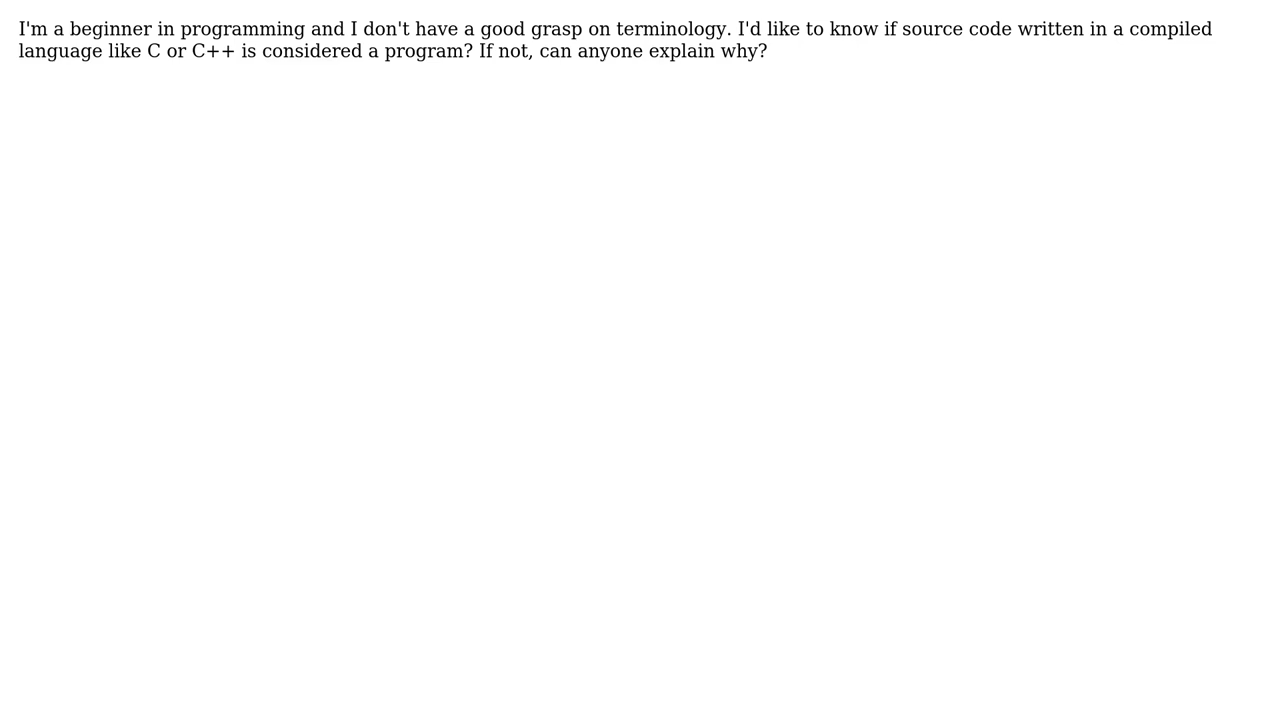 I'm a beginner in programming and I don't have a good grasp on terminology. I'd like to know if source code written in a compiled
language like C or C++ is considered a program? If not, can anyone explain why?